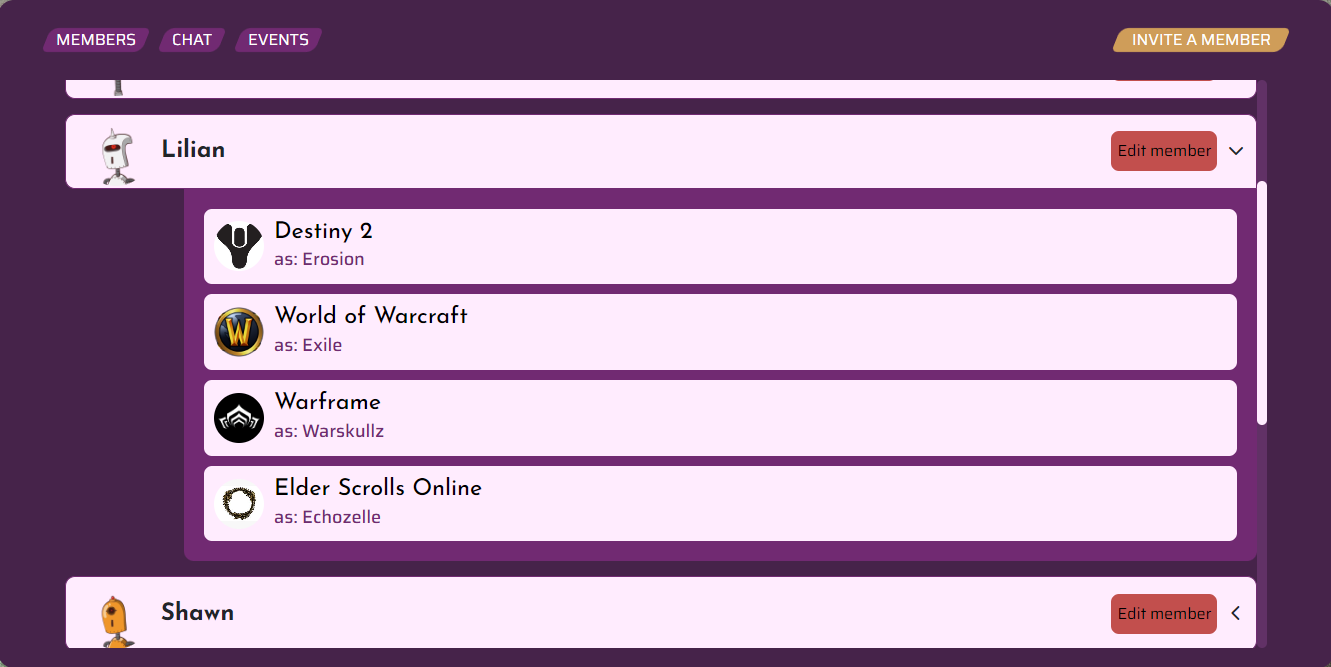 MEMBERS CHAT EVENTS INVITE A MEMBER
Lilian Edit member
Destiny 2
as: Erosion
World of Warcraft
as: Exile
Warframe
as: Warskullz
Elder Scrolls Online
as: Echozelle
Shawn Edit member